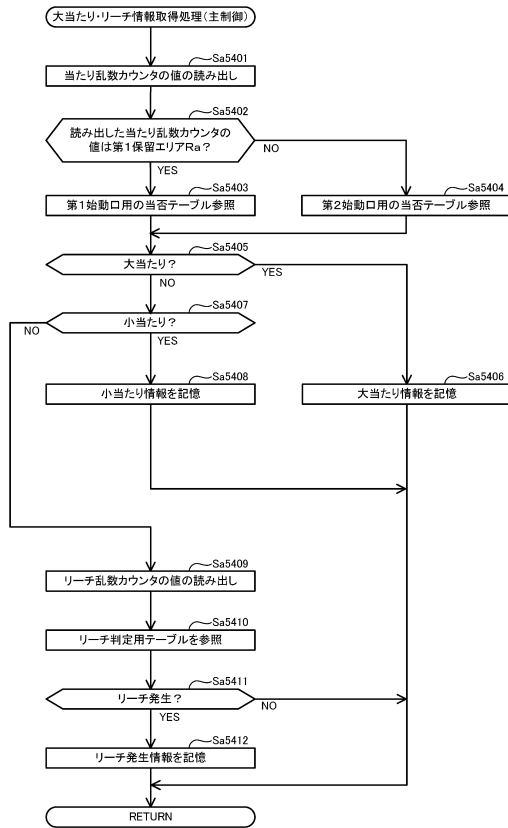 大当たり・リーチ情報取得処理(主制御)
Sa5401
当たり乱数カウンタの値の読み出し
Sa5402
読み出した当たり乱数カウンタの
値は第1保留エリアRa?
NO
YES
Sa5403
第1始動口用の当否テーブル参照
Sa5404
第2始動口用の当否テーブル参照
Sa5405
大当たり?
YES
NO
Sa5407
小当たり?
NO
YES
Sa5408
小当たり情報を記憶
Sa5406
大当たり情報を記憶
Sa5409
リーチ乱数カウンタの値の読み出し
Sa5410
リーチ判定用テーブルを参照
Sa5411
リーチ発生?
NO
YES
Sa5412
リーチ発生情報を記憶
RETURN